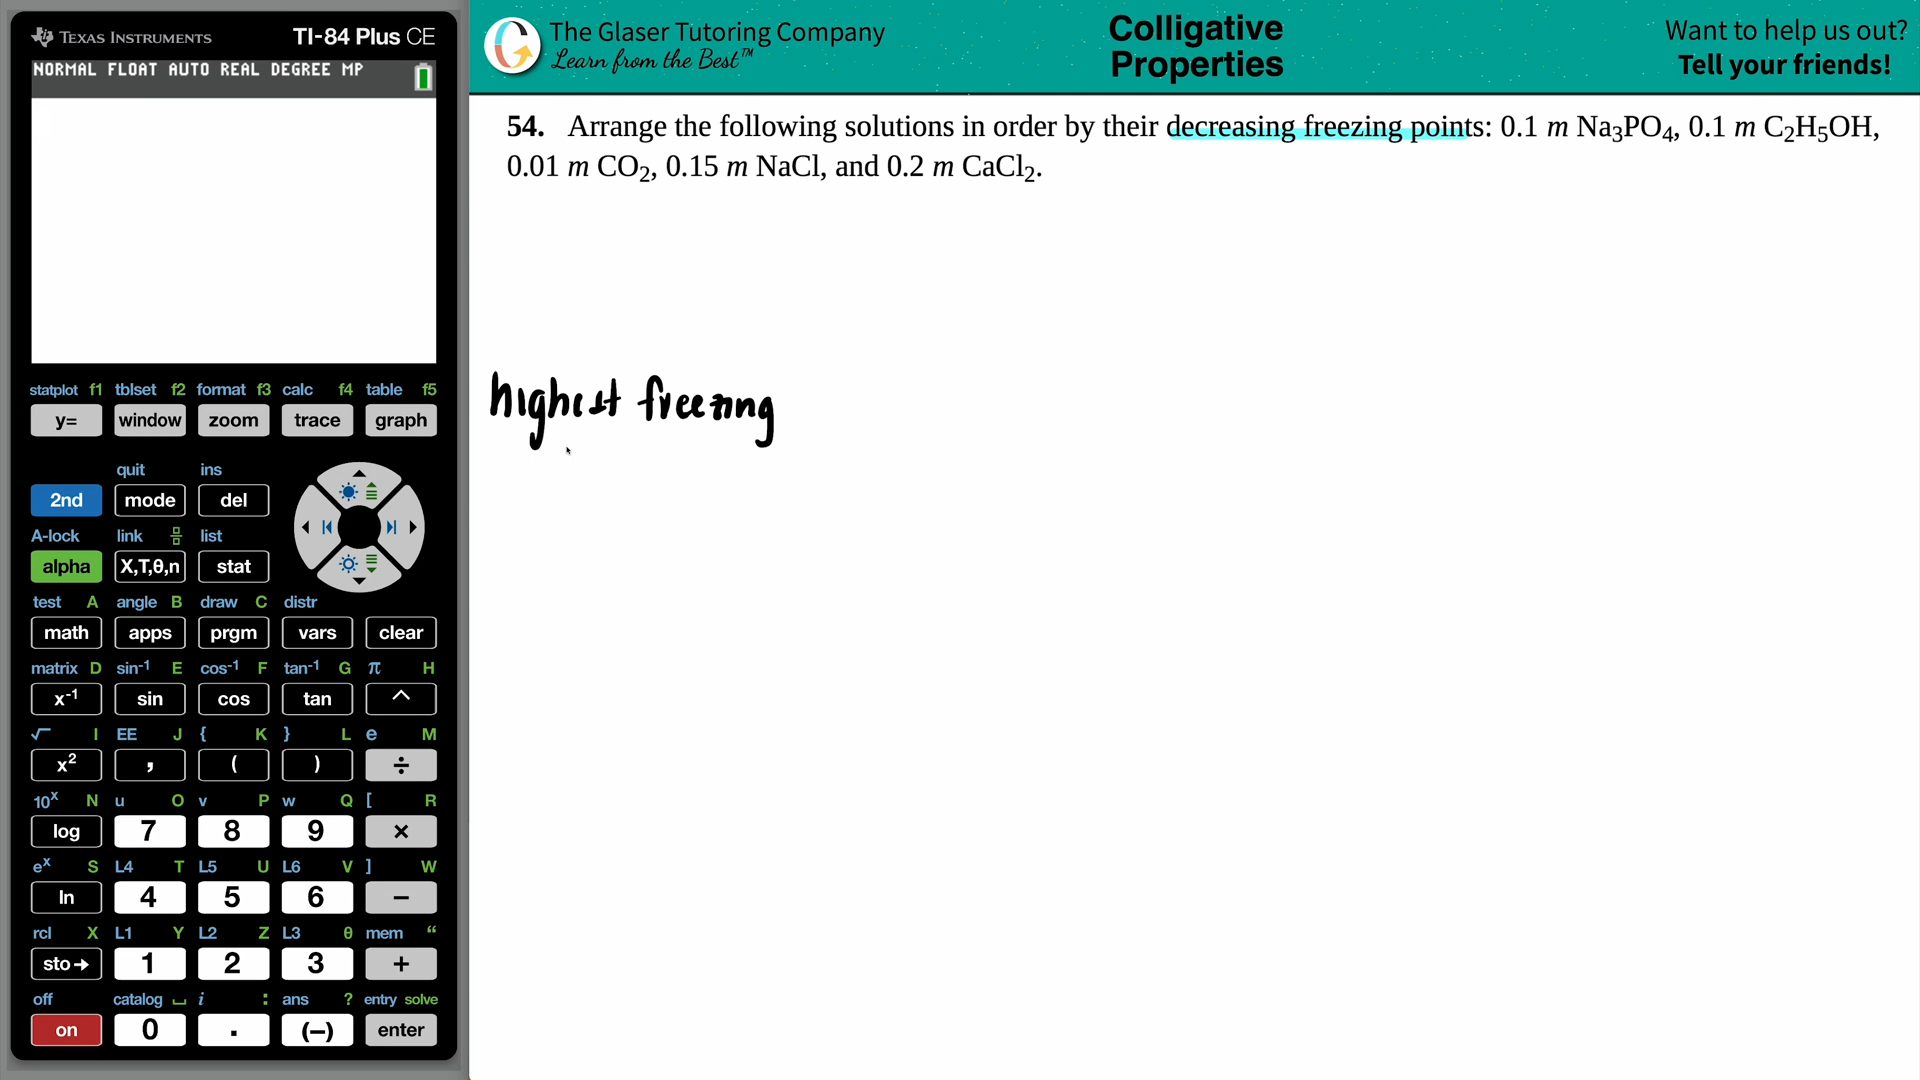 TEXAS INSTRUMENTS TI-84 Plus CE
NORMAL FLOAT AUTO REAL DEGREE MP
statplot f1 tblset f2 format f3 calc f4 table f5
y= window zoom trace graph
quit ins
2nd mode del
A-lock link list
alpha X,T,θ,n stat
test A angle B draw C distr
math apps prgm vars clear
matrix D sin⁻¹ E cos⁻¹ F tan⁻¹ G π H
x⁻¹ sin cos tan ^
√ I EE J { K } L e M
x² , ( ) ÷
10ˣ N u O v P w Q [ R
log 7 8 9 ×
eˣ S L4 T L5 U L6 V ] W
ln 4 5 6 −
rcl X L1 Y L2 Z L3 θ mem “
sto→ 1 2 3 +
off catalog ⎵ i : ans ? entry solve
on 0 . (−) enter
The Glaser Tutoring Company
Learn from the Best™
Colligative
Properties
Want to help us out?
Tell your friends!
54. Arrange the following solutions in order by their decreasing freezing points: 0.1 m Na₃PO₄, 0.1 m C₂H₅OH,
0.01 m CO₂, 0.15 m NaCl, and 0.2 m CaCl₂.
highest freezing